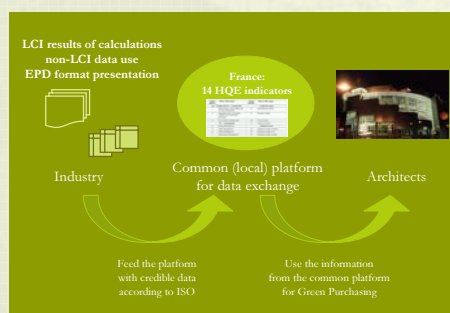 LCI results of calculations
non-LCI data use
EPD format presentation
France:
14 HQE indicators
Industry
Common (local) platform
for data exchange
Architects
Feed the platform
with credible data
according to ISO
Use the information
from the common platform
for Green Purchasing